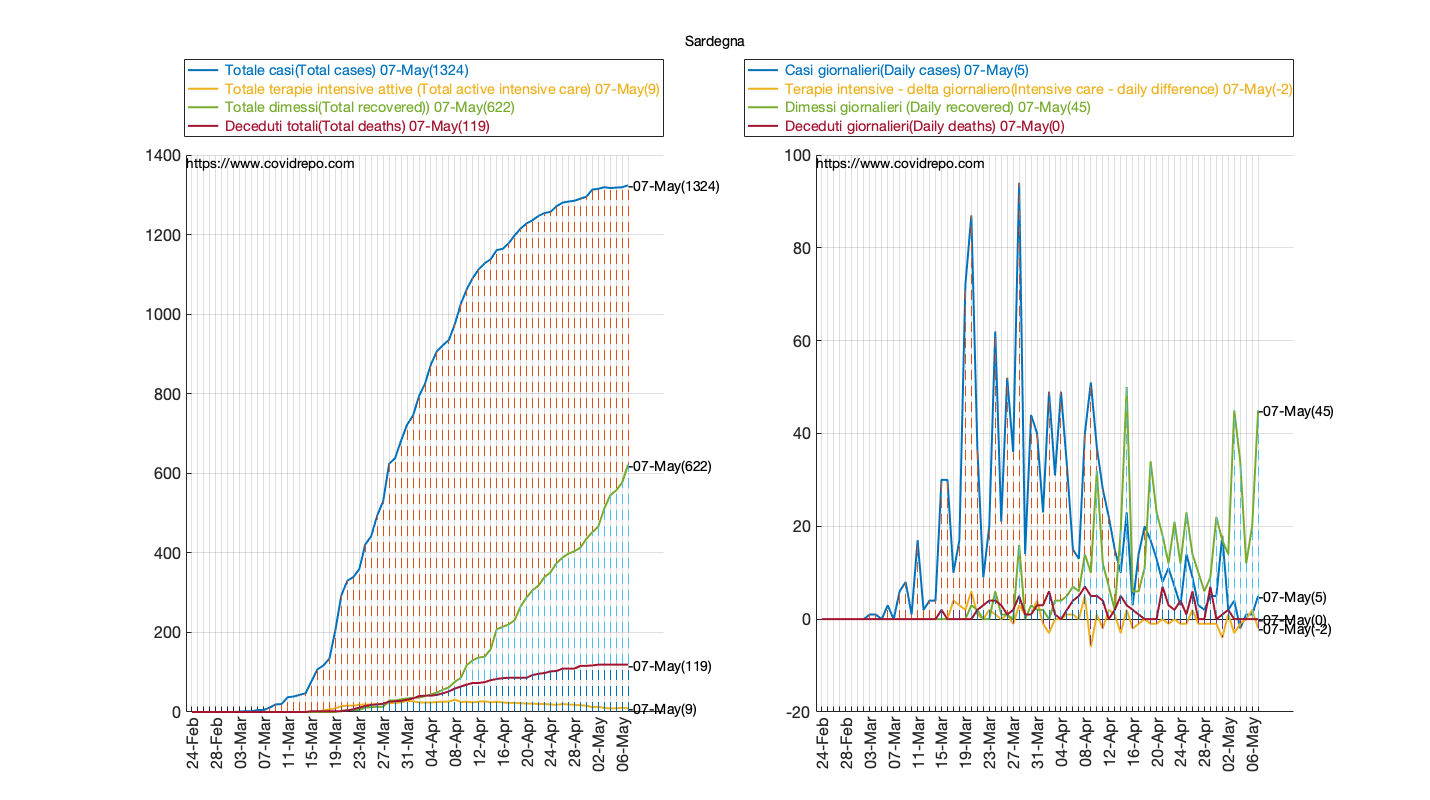 Sardegna
Totale casi(Total cases) 07-May(1324)
Totale terapie intensive attive (Total active intensive care) 07-May(9)
Totale dimessi(Total recovered)) 07-May(622)
Deceduti totali(Total deaths) 07-May(119)
1400
https://www.covidrepo.com
1200
1000
800
600
400
200
0
07-May(1324)
07-May(622)
07-May(119)
07-May(9)
24-Feb
28-Feb
03-Mar
07-Mar
11-Mar
15-Mar
19-Mar
23-Mar
27-Mar
31-Mar
04-Apr
08-Apr
12-Apr
16-Apr
20-Apr
24-Apr
28-Apr
02-May
06-May
Casi giornalieri(Daily cases) 07-May(5)
Terapie intensive - delta giornaliero(Intensive care - daily difference) 07-May(-2)
Dimessi giornalieri (Daily recovered) 07-May(45)
Deceduti giornalieri(Daily deaths) 07-May(0)
100
https://www.covidrepo.com
80
60
40
20
0
-20
07-May(45)
07-May(5)
07-May(0)
07-May(-2)
24-Feb
28-Feb
03-Mar
07-Mar
11-Mar
15-Mar
19-Mar
23-Mar
27-Mar
31-Mar
04-Apr
08-Apr
12-Apr
16-Apr
20-Apr
24-Apr
28-Apr
02-May
06-May